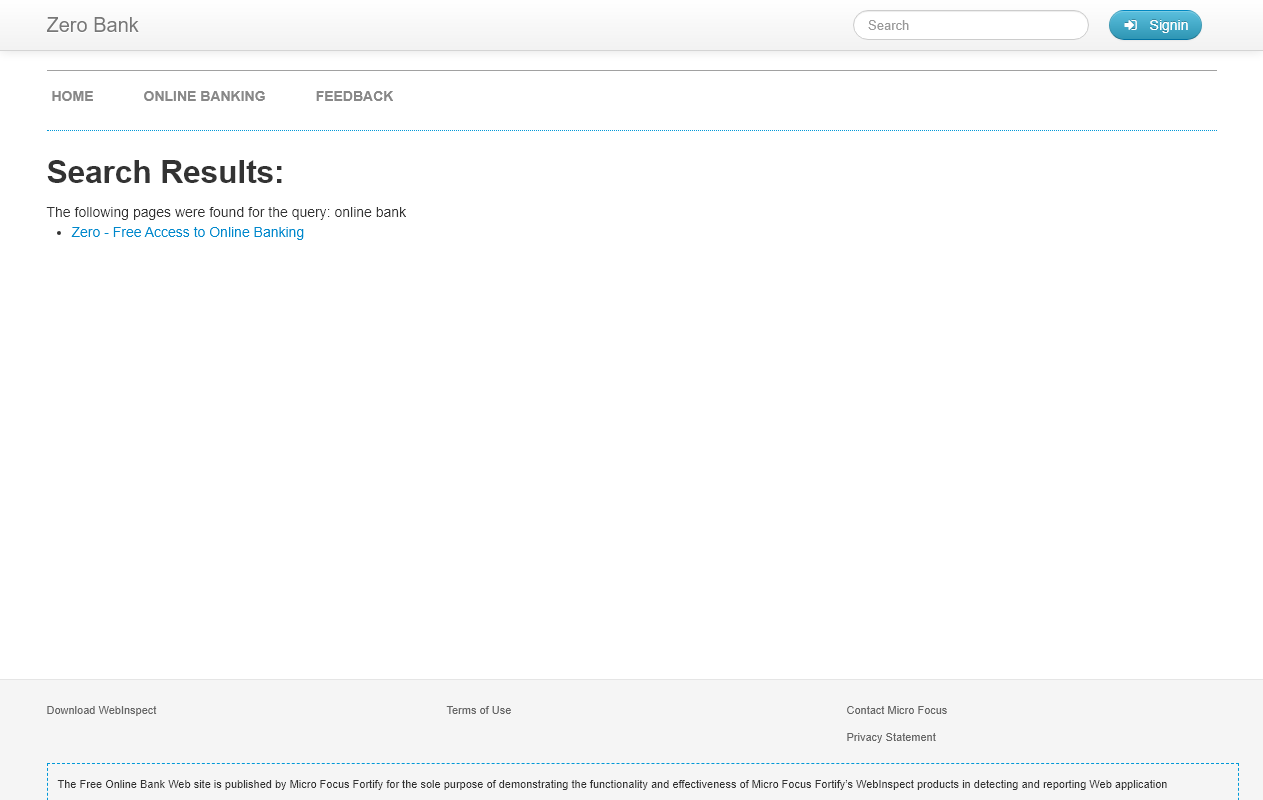 Zero Bank
Search
Signin
HOME
ONLINE BANKING
FEEDBACK
Search Results:
The following pages were found for the query: online bank
Zero - Free Access to Online Banking
Download WebInspect
Terms of Use
Contact Micro Focus
Privacy Statement
The Free Online Bank Web site is published by Micro Focus Fortify for the sole purpose of demonstrating the functionality and effectiveness of Micro Focus Fortify’s WebInspect products in detecting and reporting Web application